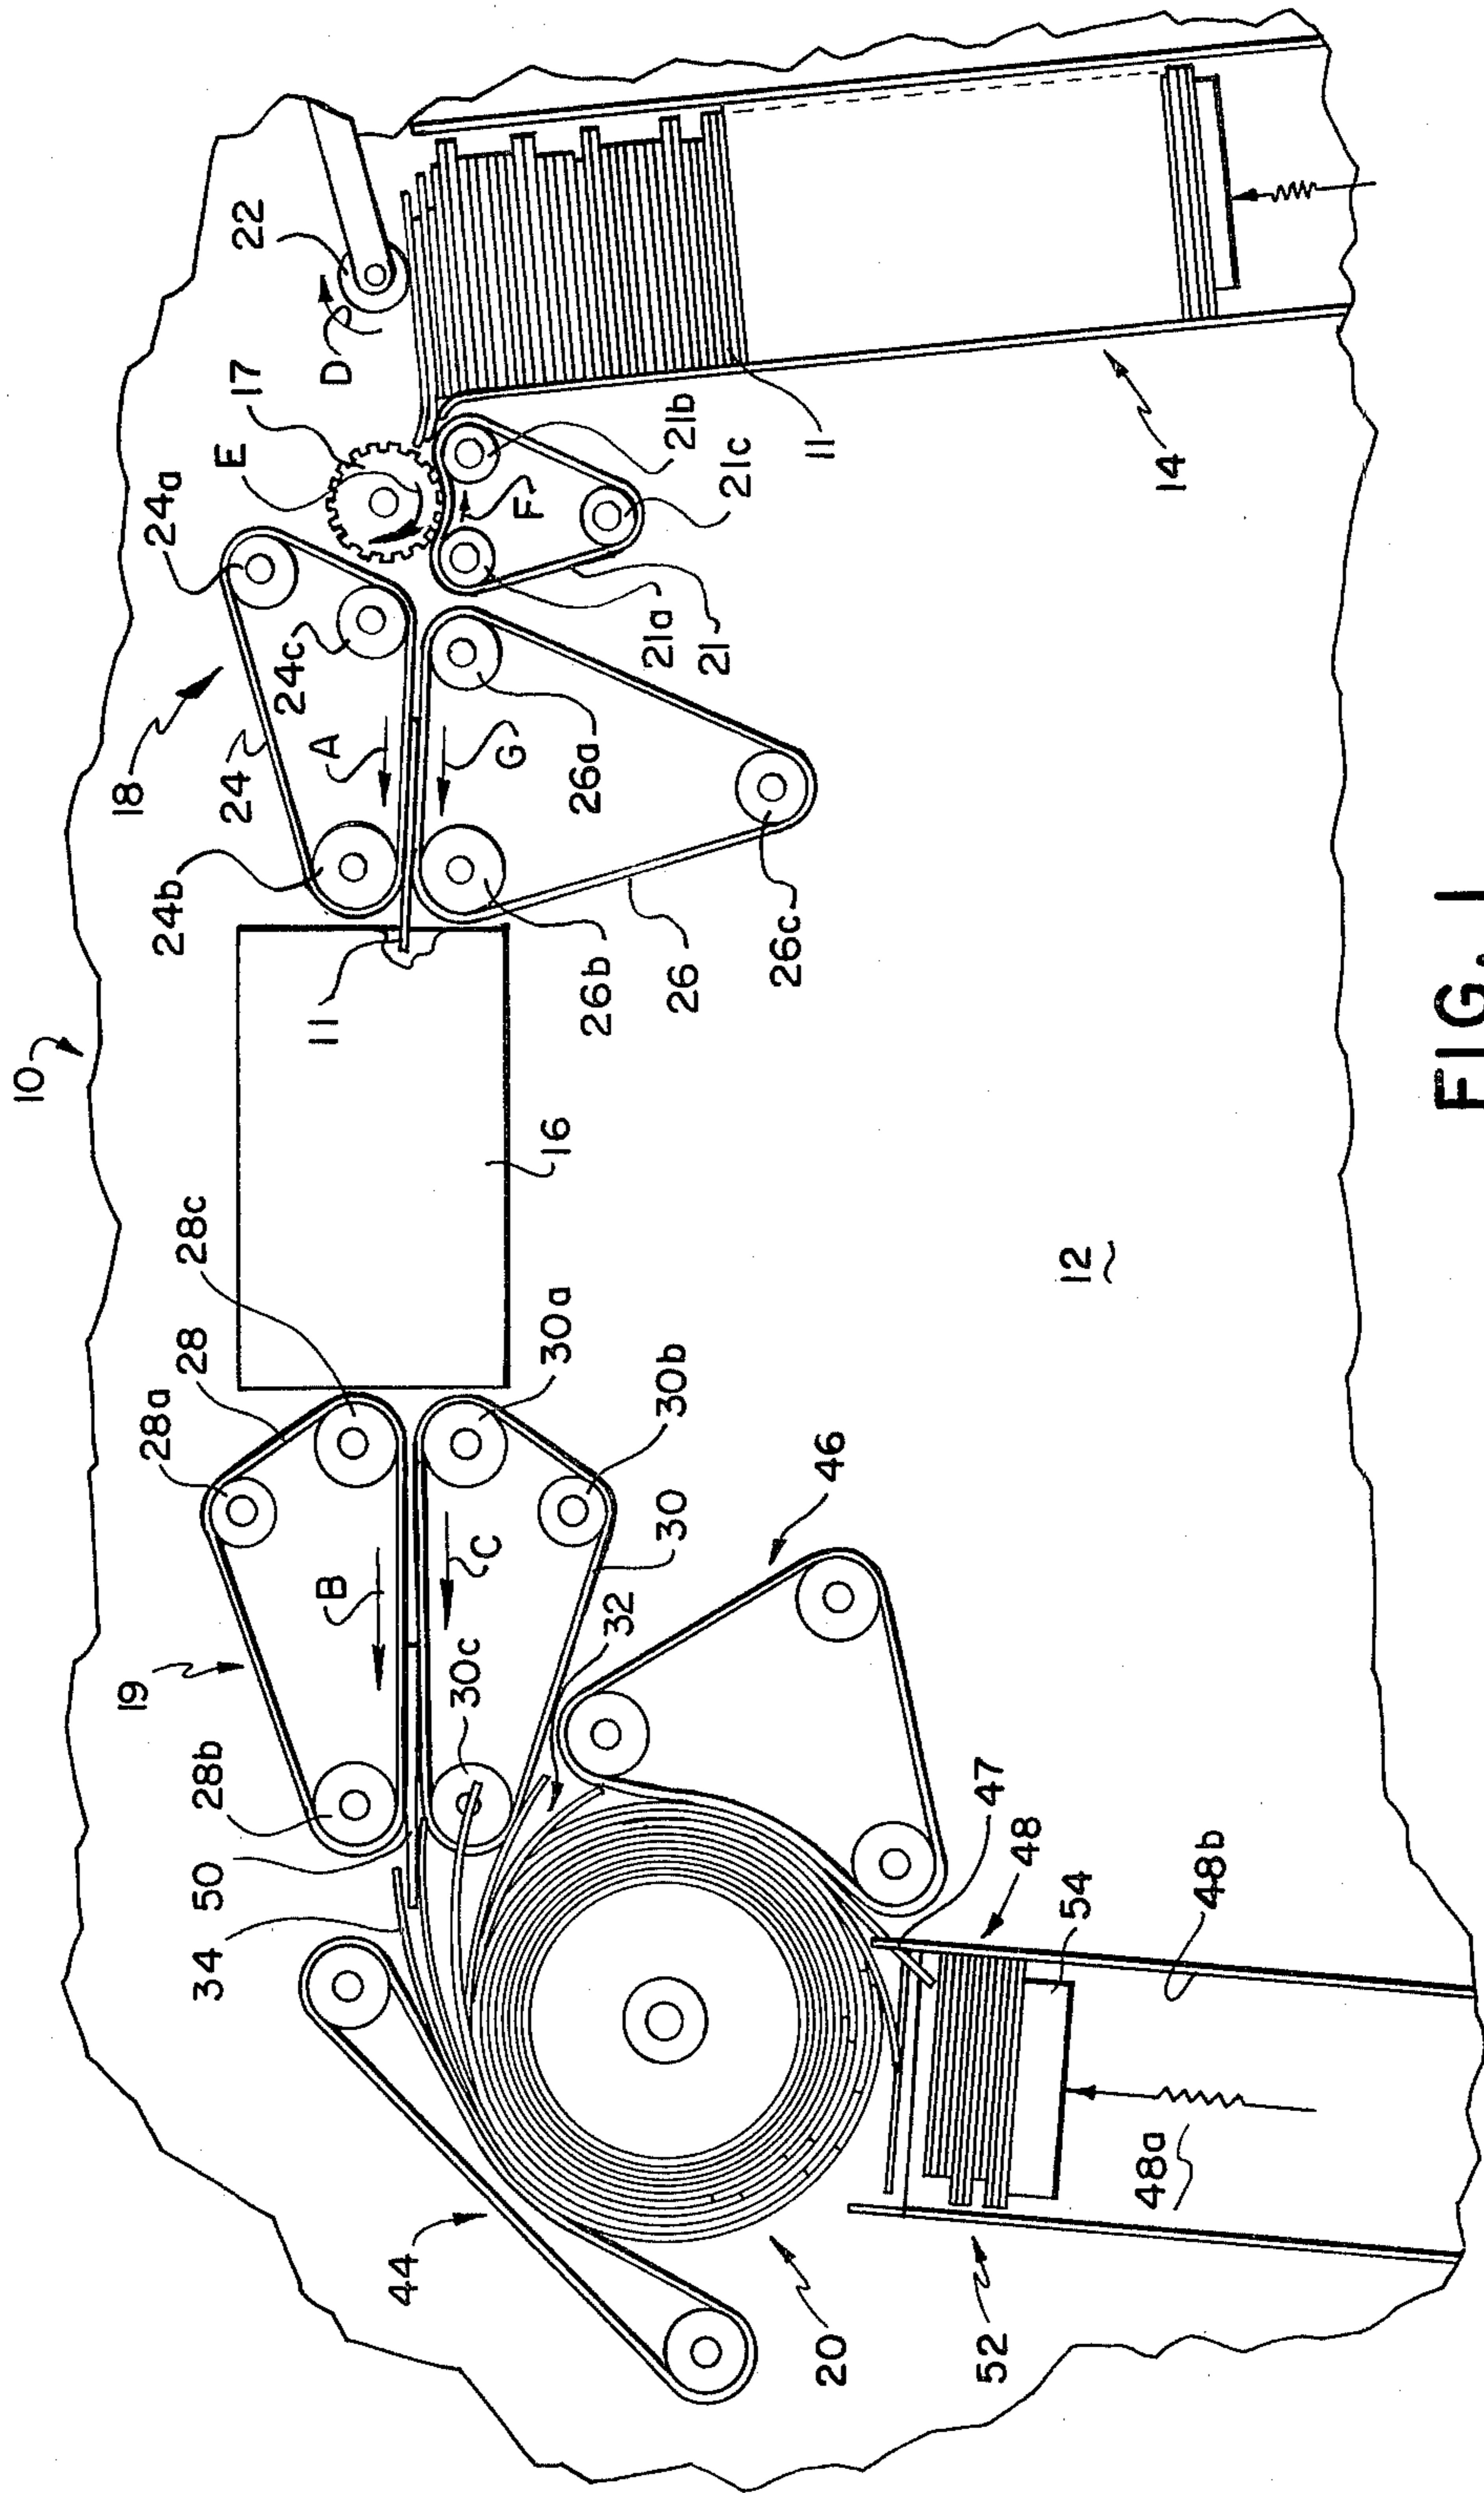 10
19
18
28a
24b
24a
28
28c
34
50
28b
24
E
17
22
24c
B
11
A
D
44
30c
C
G
F
30a
16
26b
26a
32
30
30b
26
21a
21b
21
21c
26c
20
46
11
52
47
48
54
12
48a
14
48b
FIG. 1